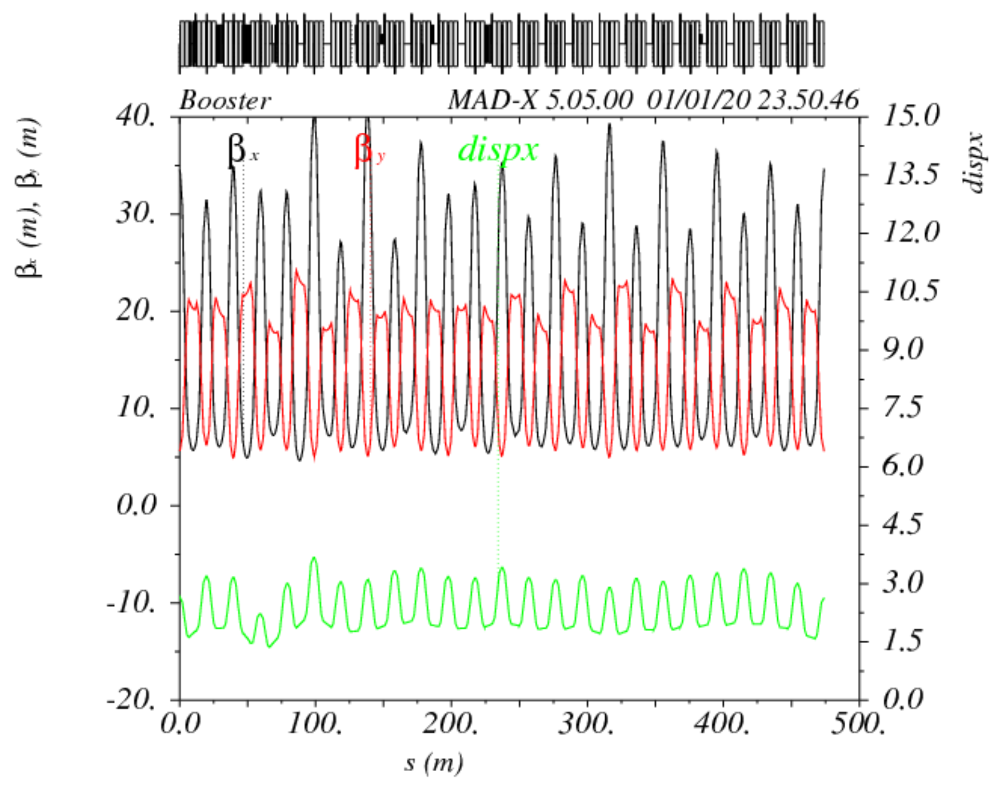 Booster MAD-X 5.05.00 01/01/20 23.50.46
40. 15.0
βx βy dispx
βx (m), βy (m)
dispx
13.5
30.
12.0
10.5
20.
9.0
10. 7.5
6.0
0.0
4.5
3.0
-10.
1.5
-20. 0.0
0.0 100. 200. 300. 400. 500.
s (m)